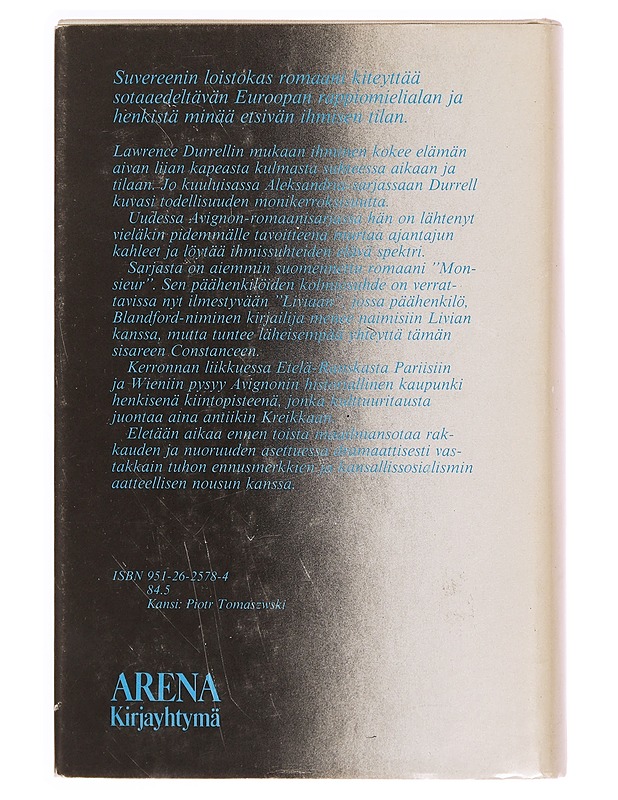 Suvereenin loistokas romaani kiteyttää
sotaaedeltävän Euroopan rappiomielialan ja
henkistä minää etsivän ihmisen tilan.
Lawrence Durrellin mukaan ihminen kokee elämän
aivan liian kapeasta kulmasta suhteessa aikaan ja
tilaan. Jo kuuluisassa Aleksandria-sarjassaan Durrell
kuvasi todellisuuden monikerroksisuutta.
Uudessa Avignon-romaanisarjassa hän on lähtenyt
vieläkin pidemmälle tavoitteena murtaa ajantajun
kahleet ja löytää ihmissuhteiden elävä spektri.
Sarjasta on aiemmin suomennettu romaani "Mon-
sieur". Sen päähenkilöiden kolmiosuhde on verrat-
tavissa nyt ilmestyvään "Liviaan", jossa päähenkilö,
Blandford-niminen kirjailija menee naimisiin Livian
kanssa, mutta tuntee läheisempää yhteyttä tämän
sisareen Constanceen.
Kerronnan liikkuessa Etelä-Ranskasta Pariisiin
ja Wieniin pysyy Avignonin historiallinen kaupunki
henkisenä kiintopisteenä, jonka kulttuuritausta
juontaa aina antiikin Kreikkaan.
Eletään aikaa ennen toista maailmansotaa rak-
kauden ja nuoruuden asettuessa dramaattisesti vas-
takkain tuhon ennusmerkkien ja kansallissosialismin
aatteellisen nousun kanssa.
ISBN 951-26-2578-4
84.5
Kansi: Piotr Tomaszwski
ARENA
Kirjayhtymä